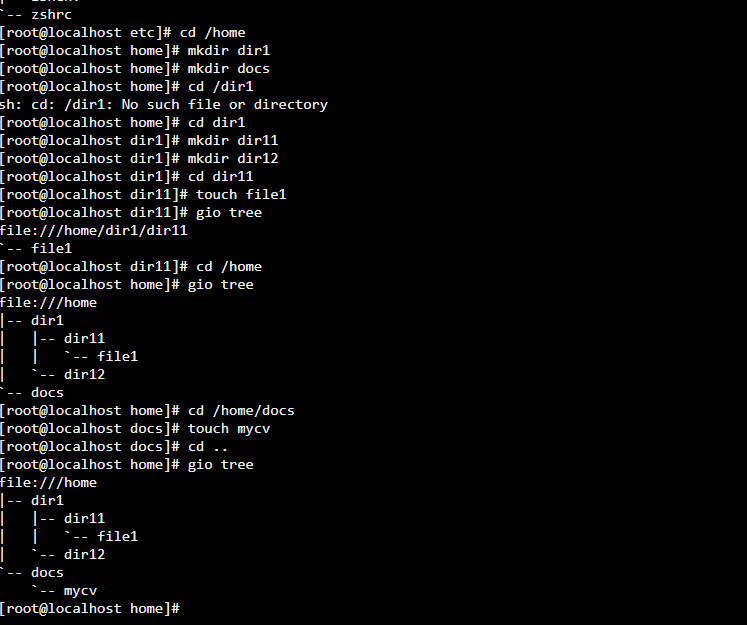 `-- zshrc
[root@localhost etc]# cd /home
[root@localhost home]# mkdir dir1
[root@localhost home]# mkdir docs
[root@localhost home]# cd /dir1
sh: cd: /dir1: No such file or directory
[root@localhost home]# cd dir1
[root@localhost dir1]# mkdir dir11
[root@localhost dir1]# mkdir dir12
[root@localhost dir1]# cd dir11
[root@localhost dir11]# touch file1
[root@localhost dir11]# gio tree
file:///home/dir1/dir11
`-- file1
[root@localhost dir11]# cd /home
[root@localhost home]# gio tree
file:///home
|-- dir1
|   |-- dir11
|   |   `-- file1
|   `-- dir12
`-- docs
[root@localhost home]# cd /home/docs
[root@localhost docs]# touch mycv
[root@localhost docs]# cd ..
[root@localhost home]# gio tree
file:///home
|-- dir1
|   |-- dir11
|   |   `-- file1
|   `-- dir12
`-- docs
    `-- mycv
[root@localhost home]#